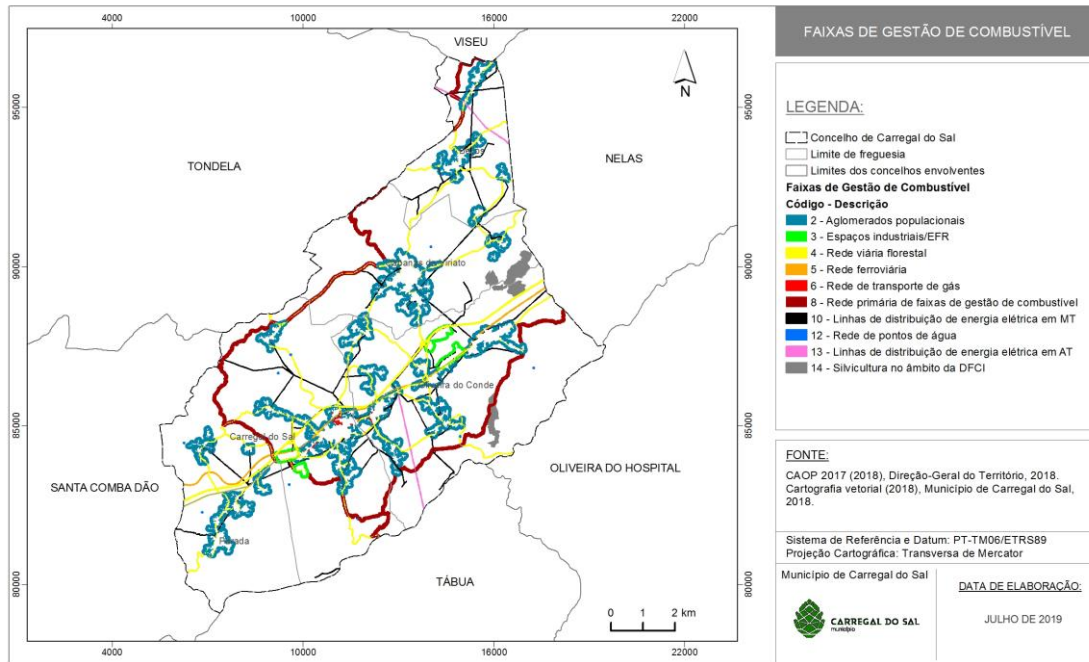 4000 10000 16000 22000
FAIXAS DE GESTÃO DE COMBUSTÍVEL
VISEU
N
95000 95000
TONDELA
NELAS
90000 90000
Oliveira do Conde
85000 85000
Carregal do Sal
SANTA COMBA DÃO
OLIVEIRA DO HOSPITAL
Parada
80000 80000
TÁBUA
0 1 2 km
4000 10000 16000 22000
LEGENDA:
Concelho de Carregal do Sal
Limite de freguesia
Limites dos concelhos envolventes
Faixas de Gestão de Combustível
Código - Descrição
2 - Aglomerados populacionais
3 - Espaços industriais/EFR
4 - Rede viária florestal
5 - Rede ferroviária
6 - Rede de transporte de gás
8 - Rede primária de faixas de gestão de combustível
10 - Linhas de distribuição de energia elétrica em MT
12 - Rede de pontos de água
13 - Linhas de distribuição de energia elétrica em AT
14 - Silvicultura no âmbito da DFCI
FONTE:
CAOP 2017 (2018), Direção-Geral do Território, 2018.
Cartografia vetorial (2018), Município de Carregal do Sal,
2018.
Sistema de Referência e Datum: PT-TM06/ETRS89
Projeção Cartográfica: Transversa de Mercator
Município de Carregal do Sal
CARREGAL DO SAL
município
DATA DE ELABORAÇÃO:
JULHO DE 2019